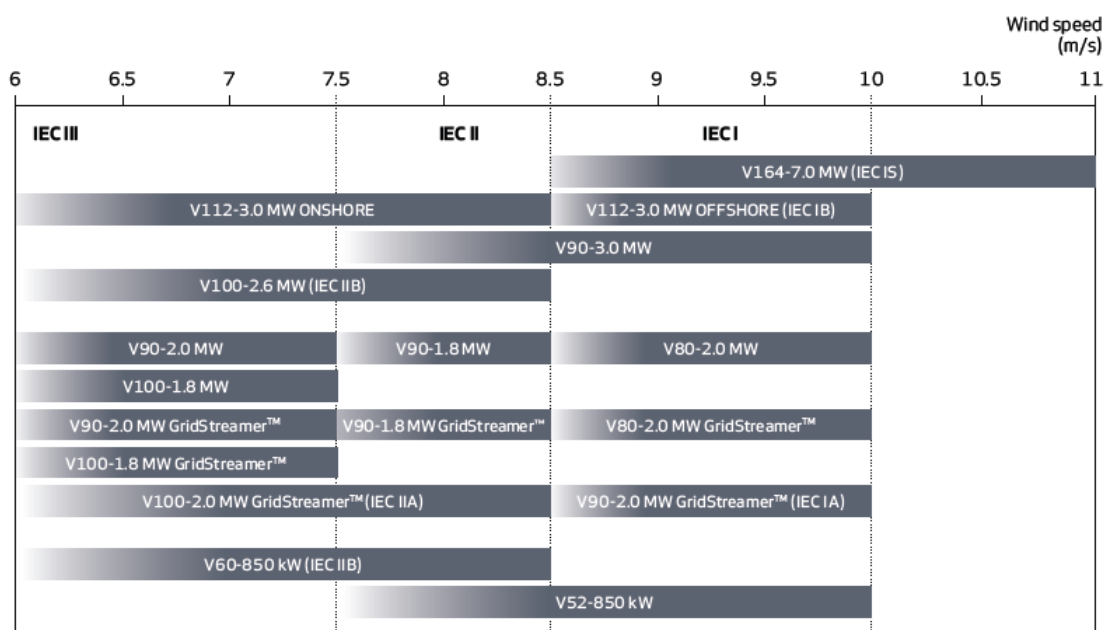 Wind speed
(m/s)
6 6.5 7 7.5 8 8.5 9 9.5 10 10.5 11
IEC III IEC II IEC I
V164-7.0 MW (IEC IS)
V112-3.0 MW ONSHORE V112-3.0 MW OFFSHORE (IEC IB)
V90-3.0 MW
V100-2.6 MW (IEC IIB)
V90-2.0 MW V90-1.8 MW V80-2.0 MW
V100-1.8 MW
V90-2.0 MW GridStreamer™ V90-1.8 MW GridStreamer™ V80-2.0 MW GridStreamer™
V100-1.8 MW GridStreamer™
V100-2.0 MW GridStreamer™ (IEC IIA) V90-2.0 MW GridStreamer™ (IEC IA)
V60-850 kW (IEC IIB)
V52-850 kW